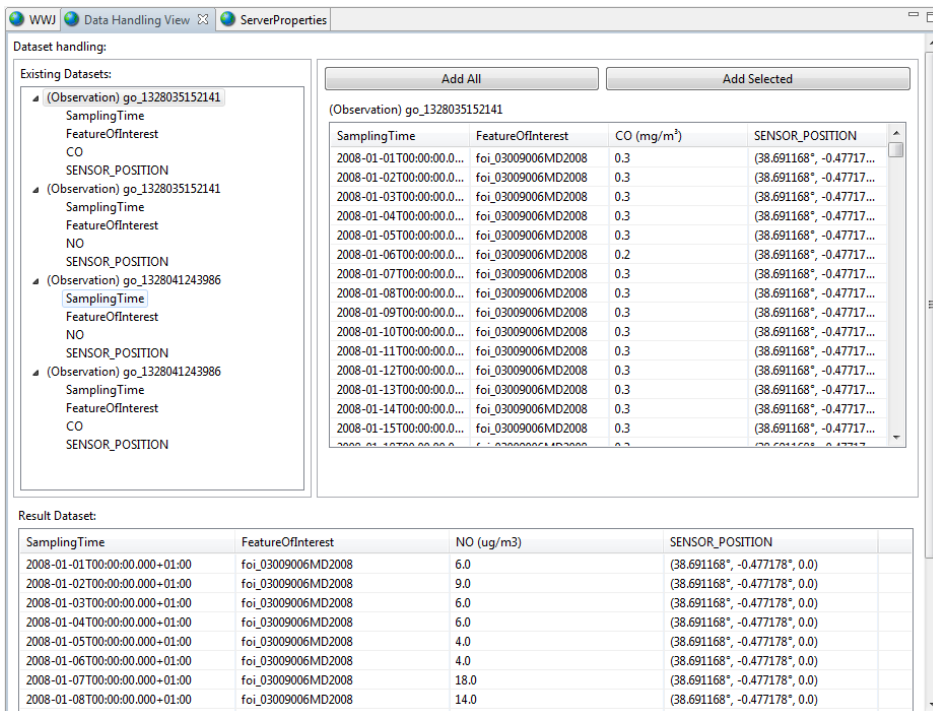 WWJ Data Handling View ServerProperties
Dataset handling:
Existing Datasets:
(Observation) go_1328035152141
SamplingTime
FeatureOfInterest
CO
SENSOR_POSITION
(Observation) go_1328035152141
SamplingTime
FeatureOfInterest
NO
SENSOR_POSITION
(Observation) go_1328041243986
SamplingTime
FeatureOfInterest
NO
SENSOR_POSITION
(Observation) go_1328041243986
SamplingTime
FeatureOfInterest
CO
SENSOR_POSITION
Add All Add Selected
(Observation) go_1328035152141
SamplingTime FeatureOfInterest CO (mg/m³) SENSOR_POSITION
2008-01-01T00:00:00.0... foi_03009006MD2008 0.3 (38.691168°, -0.47717...
2008-01-02T00:00:00.0... foi_03009006MD2008 0.3 (38.691168°, -0.47717...
2008-01-03T00:00:00.0... foi_03009006MD2008 0.3 (38.691168°, -0.47717...
2008-01-04T00:00:00.0... foi_03009006MD2008 0.3 (38.691168°, -0.47717...
2008-01-05T00:00:00.0... foi_03009006MD2008 0.3 (38.691168°, -0.47717...
2008-01-06T00:00:00.0... foi_03009006MD2008 0.2 (38.691168°, -0.47717...
2008-01-07T00:00:00.0... foi_03009006MD2008 0.3 (38.691168°, -0.47717...
2008-01-08T00:00:00.0... foi_03009006MD2008 0.3 (38.691168°, -0.47717...
2008-01-09T00:00:00.0... foi_03009006MD2008 0.3 (38.691168°, -0.47717...
2008-01-10T00:00:00.0... foi_03009006MD2008 0.3 (38.691168°, -0.47717...
2008-01-11T00:00:00.0... foi_03009006MD2008 0.3 (38.691168°, -0.47717...
2008-01-12T00:00:00.0... foi_03009006MD2008 0.3 (38.691168°, -0.47717...
2008-01-13T00:00:00.0... foi_03009006MD2008 0.3 (38.691168°, -0.47717...
2008-01-14T00:00:00.0... foi_03009006MD2008 0.3 (38.691168°, -0.47717...
2008-01-15T00:00:00.0... foi_03009006MD2008 0.3 (38.691168°, -0.47717...
Result Dataset:
SamplingTime FeatureOfInterest NO (ug/m3) SENSOR_POSITION
2008-01-01T00:00:00.000+01:00 foi_03009006MD2008 6.0 (38.691168°, -0.477178°, 0.0)
2008-01-02T00:00:00.000+01:00 foi_03009006MD2008 9.0 (38.691168°, -0.477178°, 0.0)
2008-01-03T00:00:00.000+01:00 foi_03009006MD2008 6.0 (38.691168°, -0.477178°, 0.0)
2008-01-04T00:00:00.000+01:00 foi_03009006MD2008 6.0 (38.691168°, -0.477178°, 0.0)
2008-01-05T00:00:00.000+01:00 foi_03009006MD2008 4.0 (38.691168°, -0.477178°, 0.0)
2008-01-06T00:00:00.000+01:00 foi_03009006MD2008 4.0 (38.691168°, -0.477178°, 0.0)
2008-01-07T00:00:00.000+01:00 foi_03009006MD2008 18.0 (38.691168°, -0.477178°, 0.0)
2008-01-08T00:00:00.000+01:00 foi_03009006MD2008 14.0 (38.691168°, -0.477178°, 0.0)